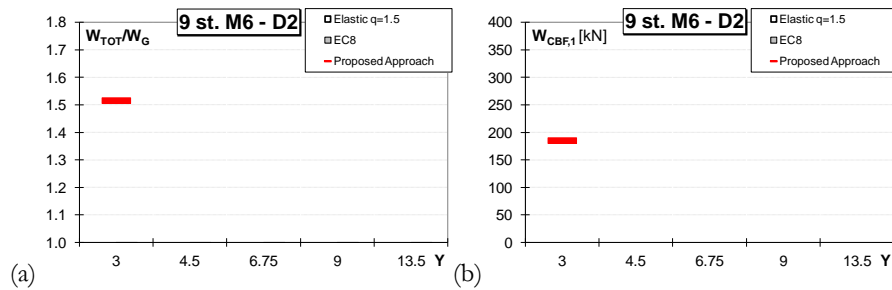 9 st. M6 - D2
W_TOT/W_G
Elastic q=1.5
EC8
Proposed Approach
1.8
1.7
1.6
1.5
1.4
1.3
1.2
1.1
1.0
3 4.5 6.75 9 13.5 Y
(a)
9 st. M6 - D2
W_CBF,1 [kN]
Elastic q=1.5
EC8
Proposed Approach
400
350
300
250
200
150
100
50
0
3 4.5 6.75 9 13.5 Y
(b)